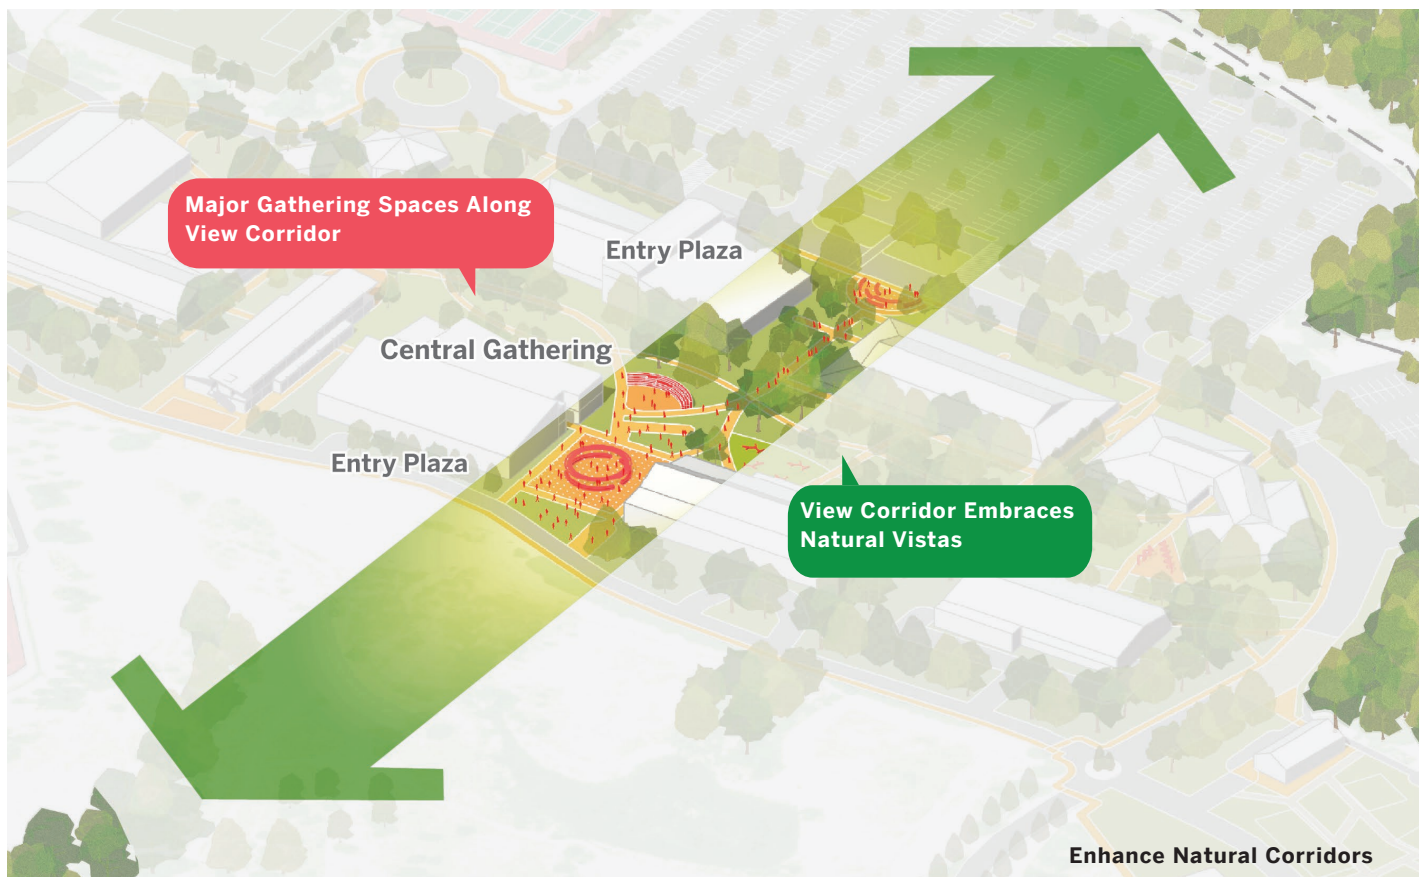 Major Gathering Spaces Along
View Corridor
Entry Plaza
Central Gathering
Entry Plaza
View Corridor Embraces
Natural Vistas
Enhance Natural Corridors